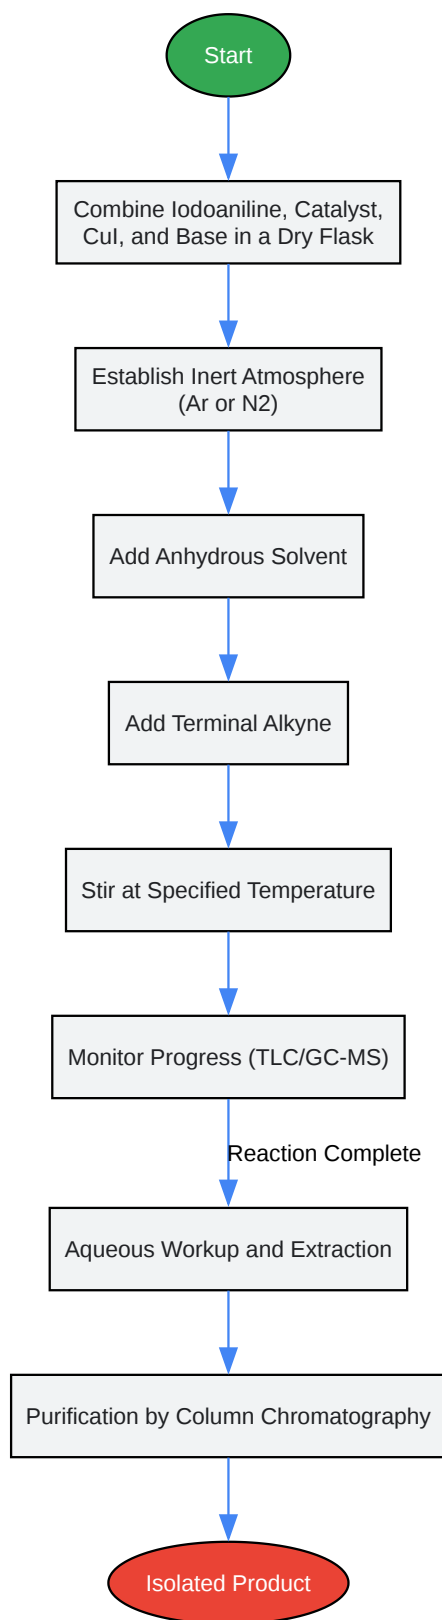 Start
Combine Iodoaniline, Catalyst,
CuI, and Base in a Dry Flask
Establish Inert Atmosphere
(Ar or N2)
Add Anhydrous Solvent
Add Terminal Alkyne
Stir at Specified Temperature
Monitor Progress (TLC/GC-MS)
Reaction Complete
Aqueous Workup and Extraction
Purification by Column Chromatography
Isolated Product